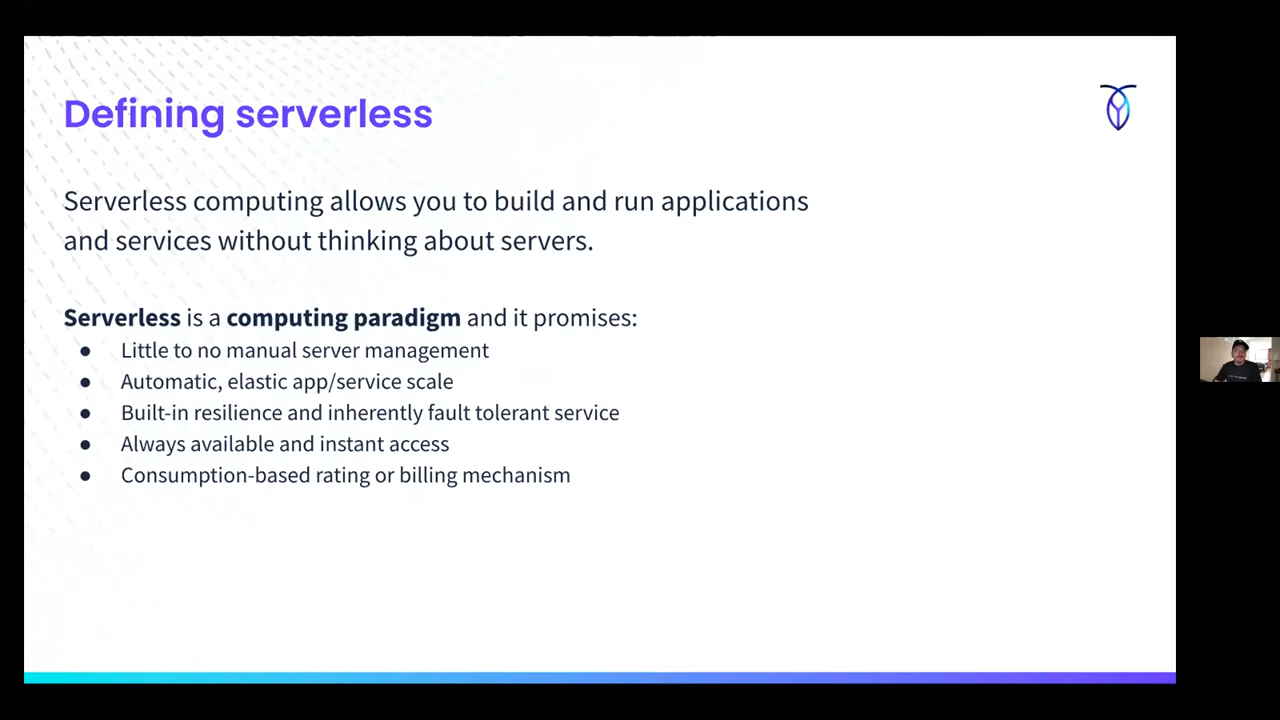 Defining serverless
Serverless computing allows you to build and run applications
and services without thinking about servers.
Serverless is a computing paradigm and it promises:
● Little to no manual server management
● Automatic, elastic app/service scale
● Built-in resilience and inherently fault tolerant service
● Always available and instant access
● Consumption-based rating or billing mechanism